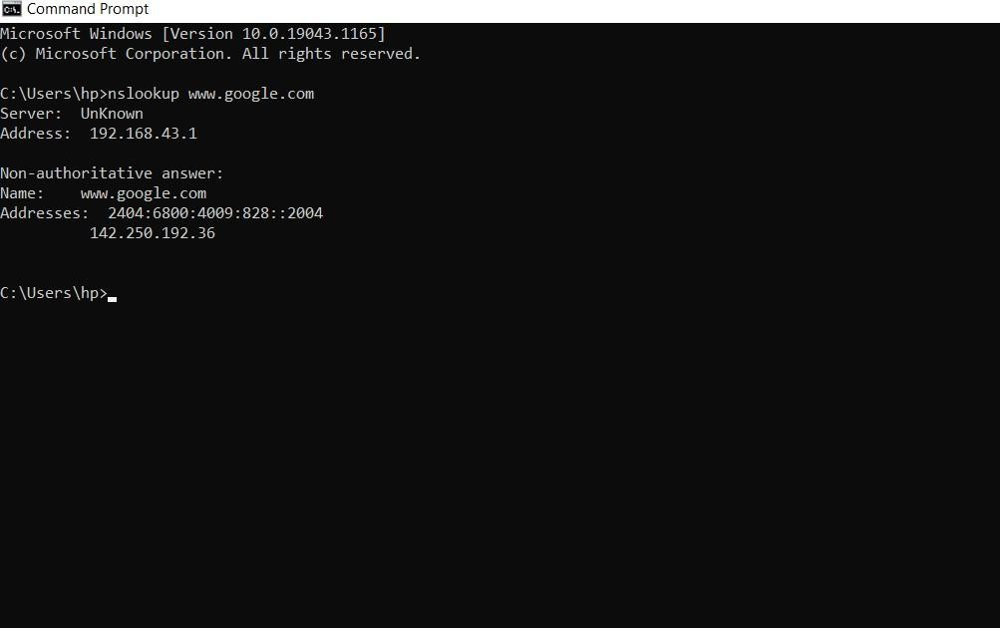 Command Prompt
Microsoft Windows [Version 10.0.19043.1165]
(c) Microsoft Corporation. All rights reserved.
C:\Users\hp>nslookup www.google.com
Server:  UnKnown
Address:  192.168.43.1
Non-authoritative answer:
Name:    www.google.com
Addresses:  2404:6800:4009:828::2004
          142.250.192.36
C:\Users\hp>